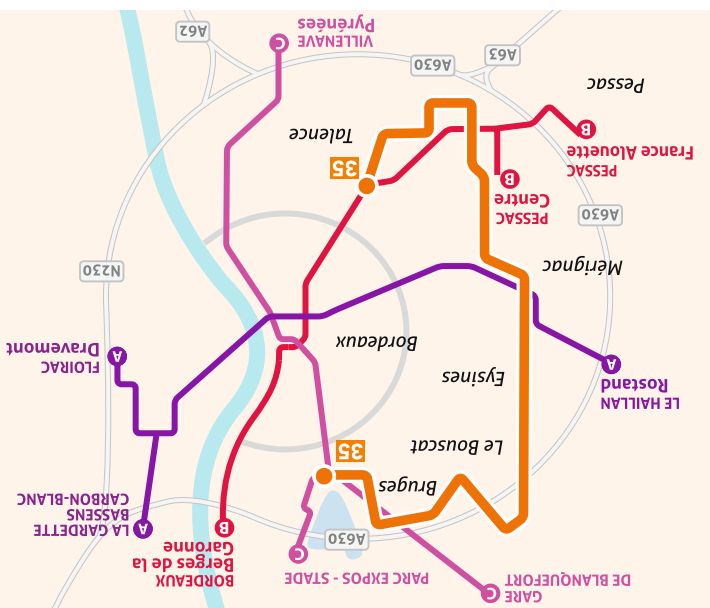 GARE
DE BLANQUEFORT
C
PARC EXPOS - STADE
C
BORDEAUX
Berges de la
Garonne
B
LA GARDETTE
BASSENS
CARBON-BLANC
A
A630
Bruges
35
Le Bouscat
LE HAILLAN
Rostand
A
Eysines
FLOIRAC
Dravemont
A
Bordeaux
N230
Mérignac
A630
PESSAC
Centre
B
PESSAC
France Alouette
B
35
Talence
Pessac
A630
A63
VILLENAVE
Pyrénées
C
A62